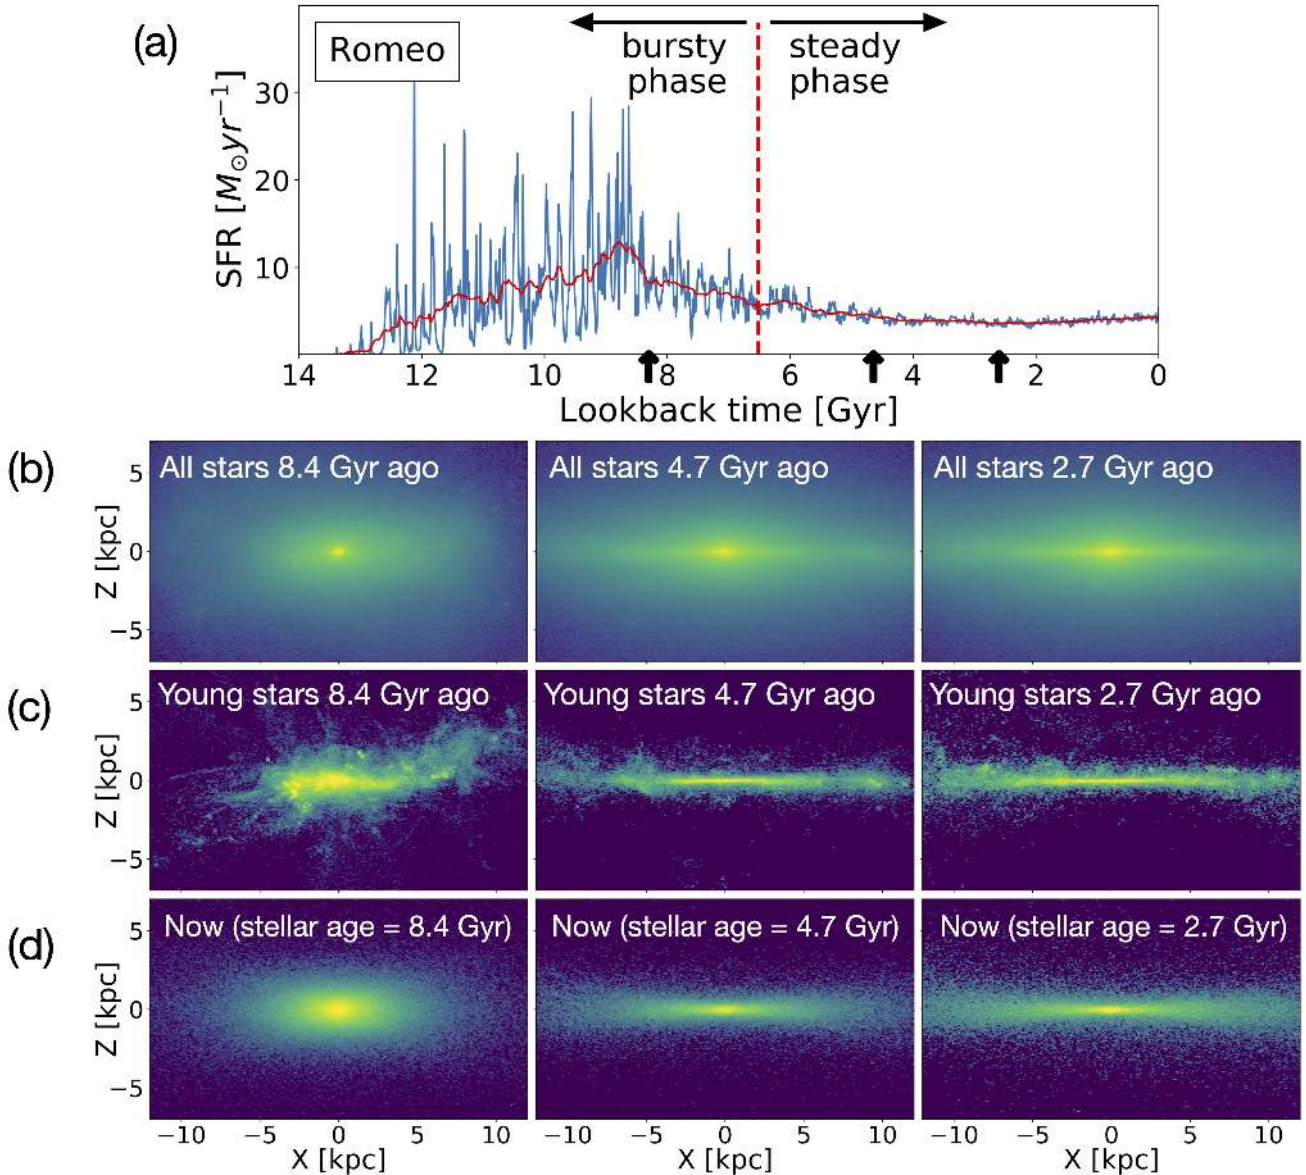 (a)
Romeo
bursty phase
steady phase
SFR [M⊙yr⁻¹]
30
20
10
14 12 10 8 6 4 2 0
Lookback time [Gyr]
(b)
All stars 8.4 Gyr ago
All stars 4.7 Gyr ago
All stars 2.7 Gyr ago
Z [kpc]
5
0
−5
(c)
Young stars 8.4 Gyr ago
Young stars 4.7 Gyr ago
Young stars 2.7 Gyr ago
Z [kpc]
5
0
−5
(d)
Now (stellar age = 8.4 Gyr)
Now (stellar age = 4.7 Gyr)
Now (stellar age = 2.7 Gyr)
Z [kpc]
5
0
−5
−10 −5 0 5 10
−10 −5 0 5 10
−10 −5 0 5 10
X [kpc]
X [kpc]
X [kpc]